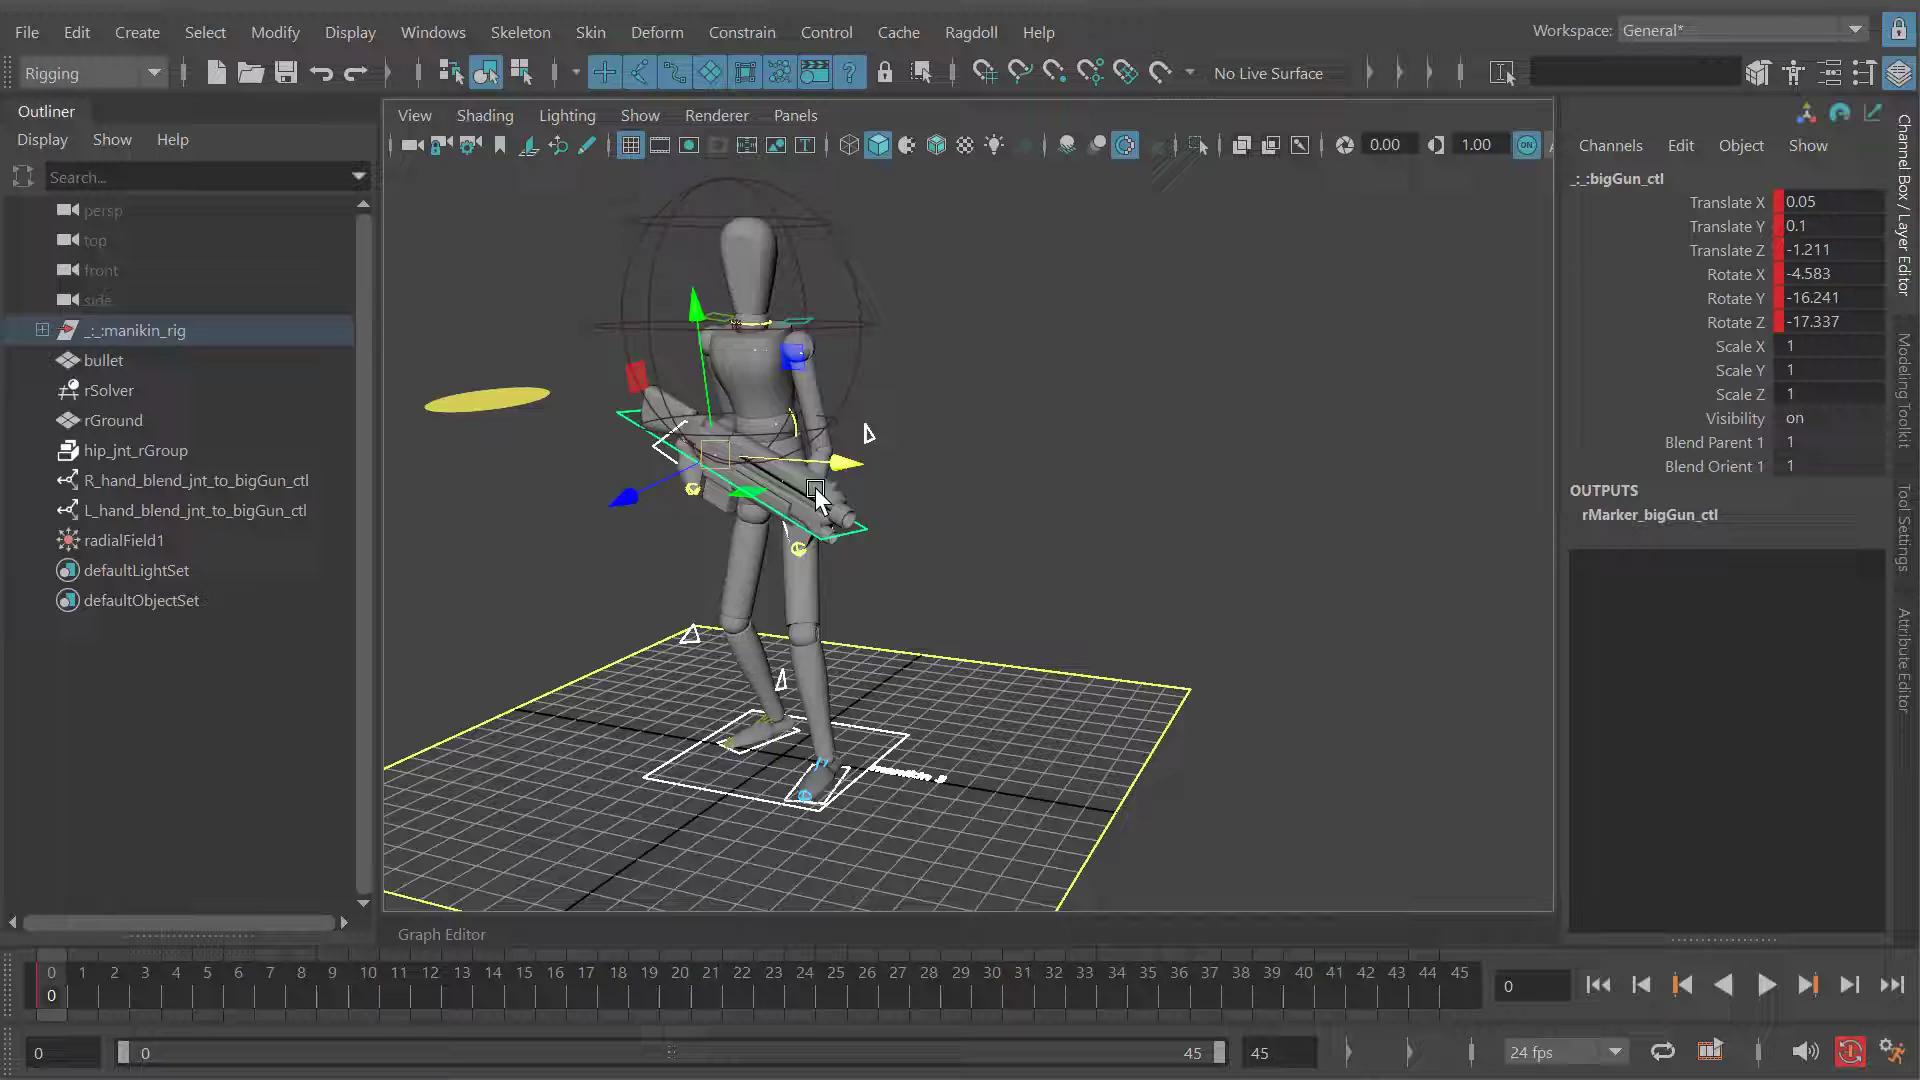 File Edit Create Select Modify Display Windows Skeleton Skin Deform Constrain Control Cache Ragdoll Help
Workspace: General*
Rigging
No Live Surface
Outliner
Display Show Help
Search...
persp
top
front
side
_:_:manikin_rig
bullet
rSolver
rGround
hip_jnt_rGroup
R_hand_blend_jnt_to_bigGun_ctl
L_hand_blend_jnt_to_bigGun_ctl
radialField1
defaultLightSet
defaultObjectSet
View Shading Lighting Show Renderer Panels
0.00 1.00 ON
Channels Edit Object Show
_:_:bigGun_ctl
Translate X 0.05
Translate Y 0.1
Translate Z -1.211
Rotate X -4.583
Rotate Y -16.241
Rotate Z -17.337
Scale X 1
Scale Y 1
Scale Z 1
Visibility on
Blend Parent 1 1
Blend Orient 1 1
OUTPUTS
rMarker_bigGun_ctl
Channel Box / Layer Editor
Modeling Toolkit
Tool Settings
Attribute Editor
Graph Editor
0 1 2 3 4 5 6 7 8 9 10 11 12 13 14 15 16 17 18 19 20 21 22 23 24 25 26 27 28 29 30 31 32 33 34 35 36 37 38 39 40 41 42 43 44 45
0
0
0 0 45 45 24 fps